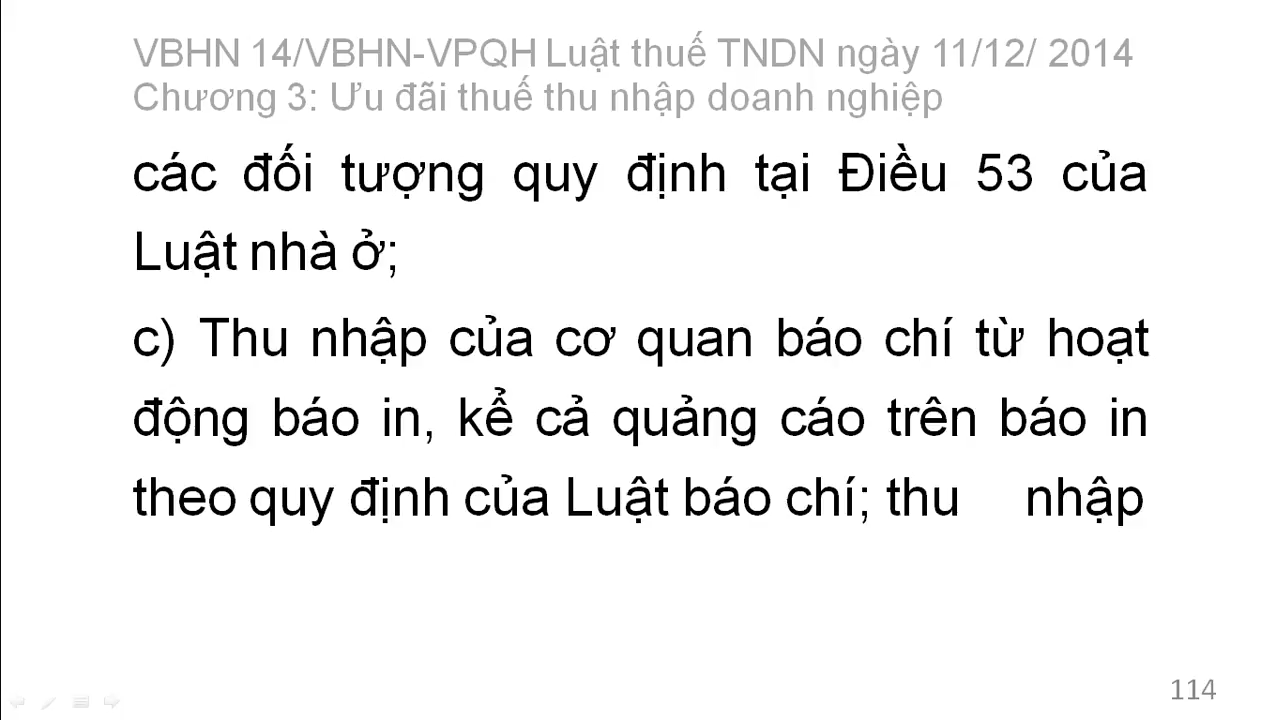 VBHN 14/VBHN-VPQH Luật thuế TNDN ngày 11/12/ 2014
Chương 3: Ưu đãi thuế thu nhập doanh nghiệp
các đối tượng quy định tại Điều 53 của
Luật nhà ở;
c) Thu nhập của cơ quan báo chí từ hoạt
động báo in, kể cả quảng cáo trên báo in
theo quy định của Luật báo chí; thu nhập
114